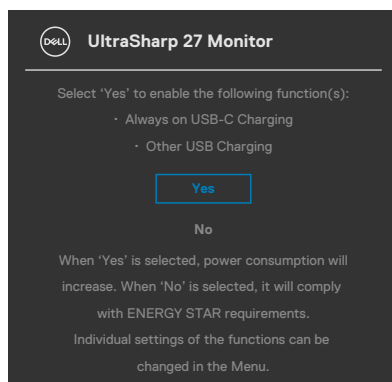 DELL UltraSharp 27 Monitor
Select ‘Yes’ to enable the following function(s):
· Always on USB-C Charging
· Other USB Charging
Yes
No
When ‘Yes’ is selected, power consumption will
increase. When ‘No’ is selected, it will comply
with ENERGY STAR requirements.
Individual settings of the functions can be
changed in the Menu.